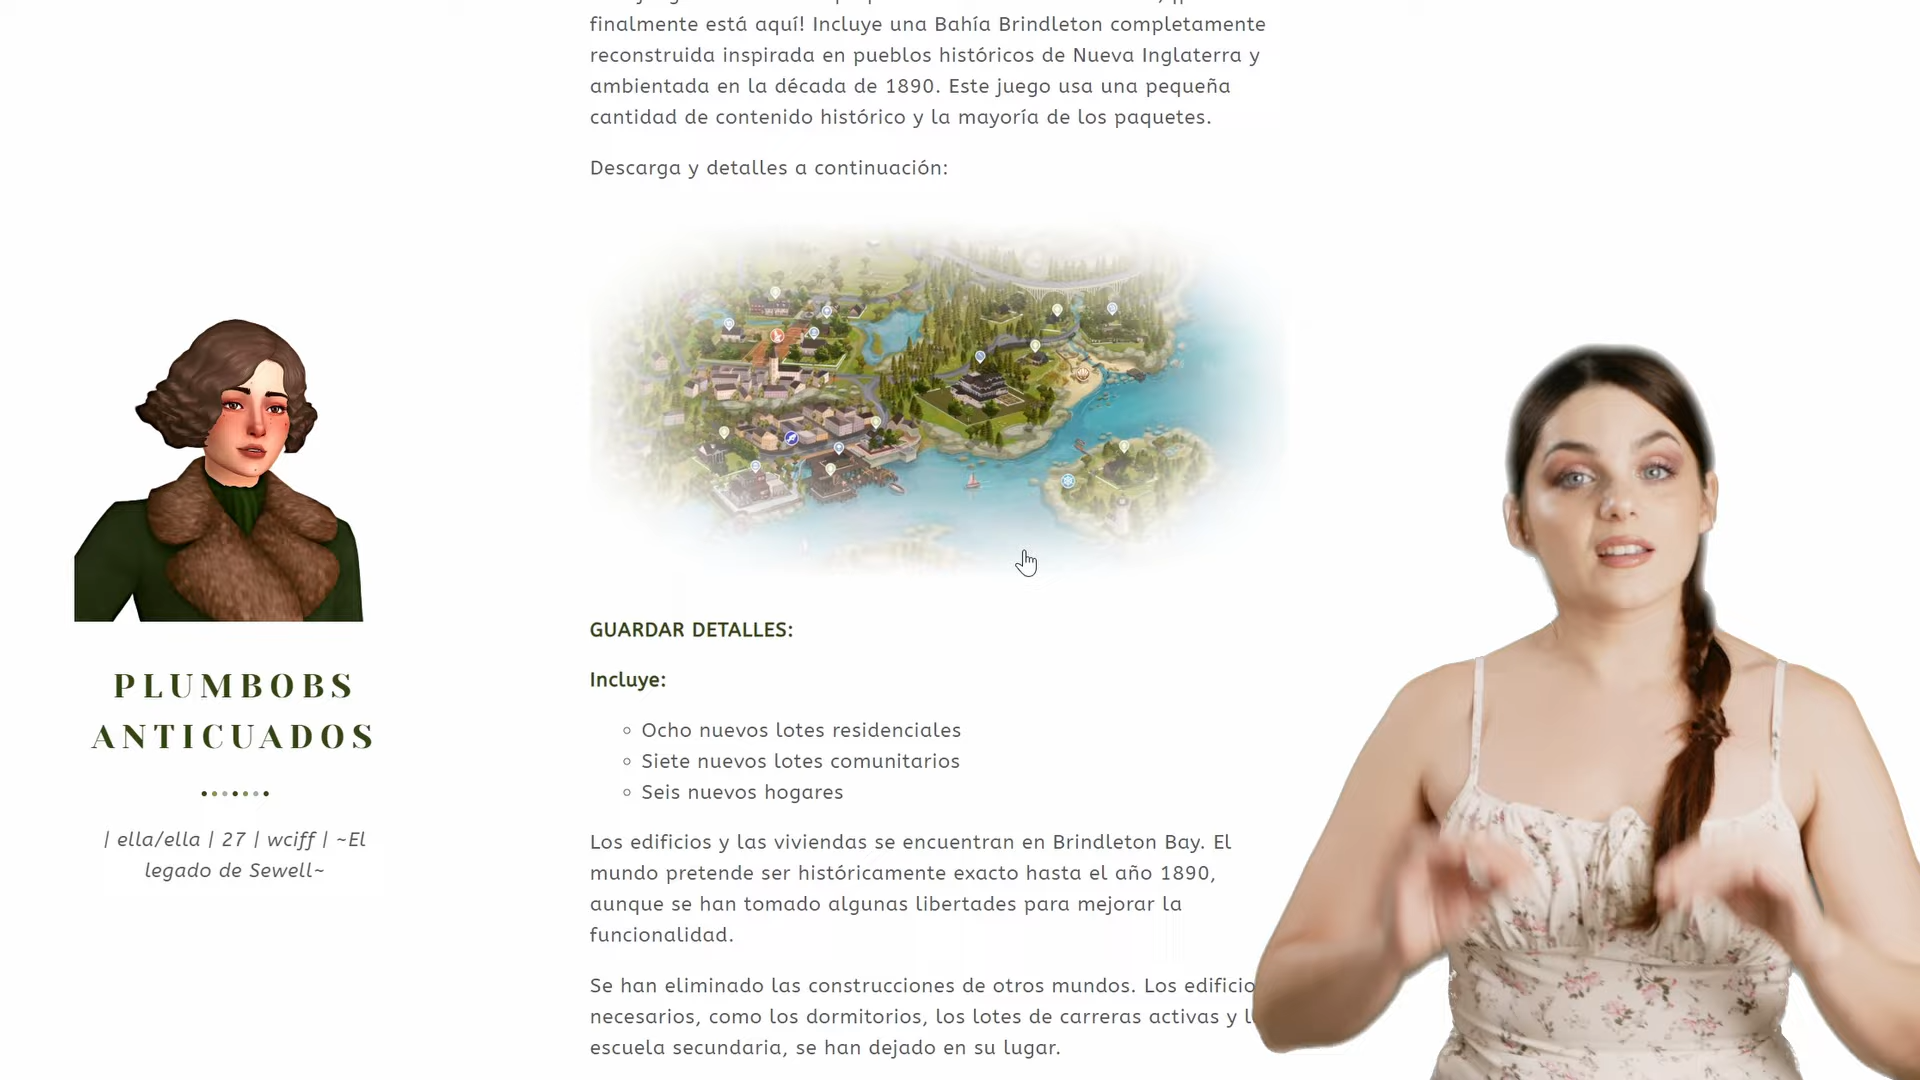 finalmente está aquí! Incluye una Bahía Brindleton completamente
reconstruida inspirada en pueblos históricos de Nueva Inglaterra y
ambientada en la década de 1890. Este juego usa una pequeña
cantidad de contenido histórico y la mayoría de los paquetes.
Descarga y detalles a continuación:
GUARDAR DETALLES:
Incluye:
Ocho nuevos lotes residenciales
Siete nuevos lotes comunitarios
Seis nuevos hogares
Los edificios y las viviendas se encuentran en Brindleton Bay. El
mundo pretende ser históricamente exacto hasta el año 1890,
aunque se han tomado algunas libertades para mejorar la
funcionalidad.
Se han eliminado las construcciones de otros mundos. Los edificio
necesarios, como los dormitorios, los lotes de carreras activas y l
escuela secundaria, se han dejado en su lugar.
PLUMBOBS
ANTICUADOS
| ella/ella | 27 | wciff | ~El
legado de Sewell~